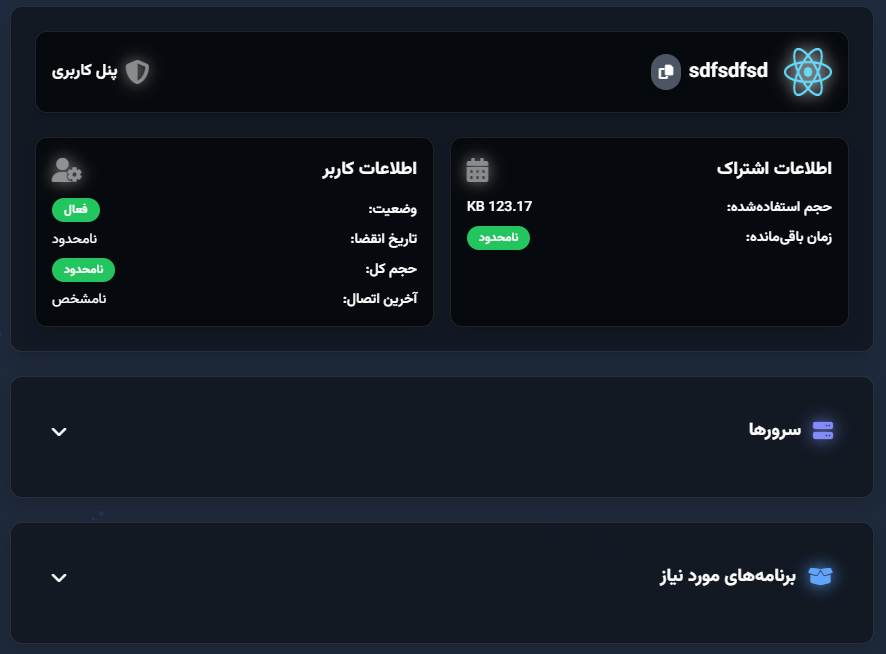 sdfsdfsd
پنل کاربری
اطلاعات اشتراک
حجم استفاده‌شده: 123.17 KB
زمان باقی‌مانده: نامحدود
اطلاعات کاربر
وضعیت: فعال
تاریخ انقضا: نامحدود
حجم کل: نامحدود
آخرین اتصال: نامشخص
سرورها
برنامه‌های مورد نیاز